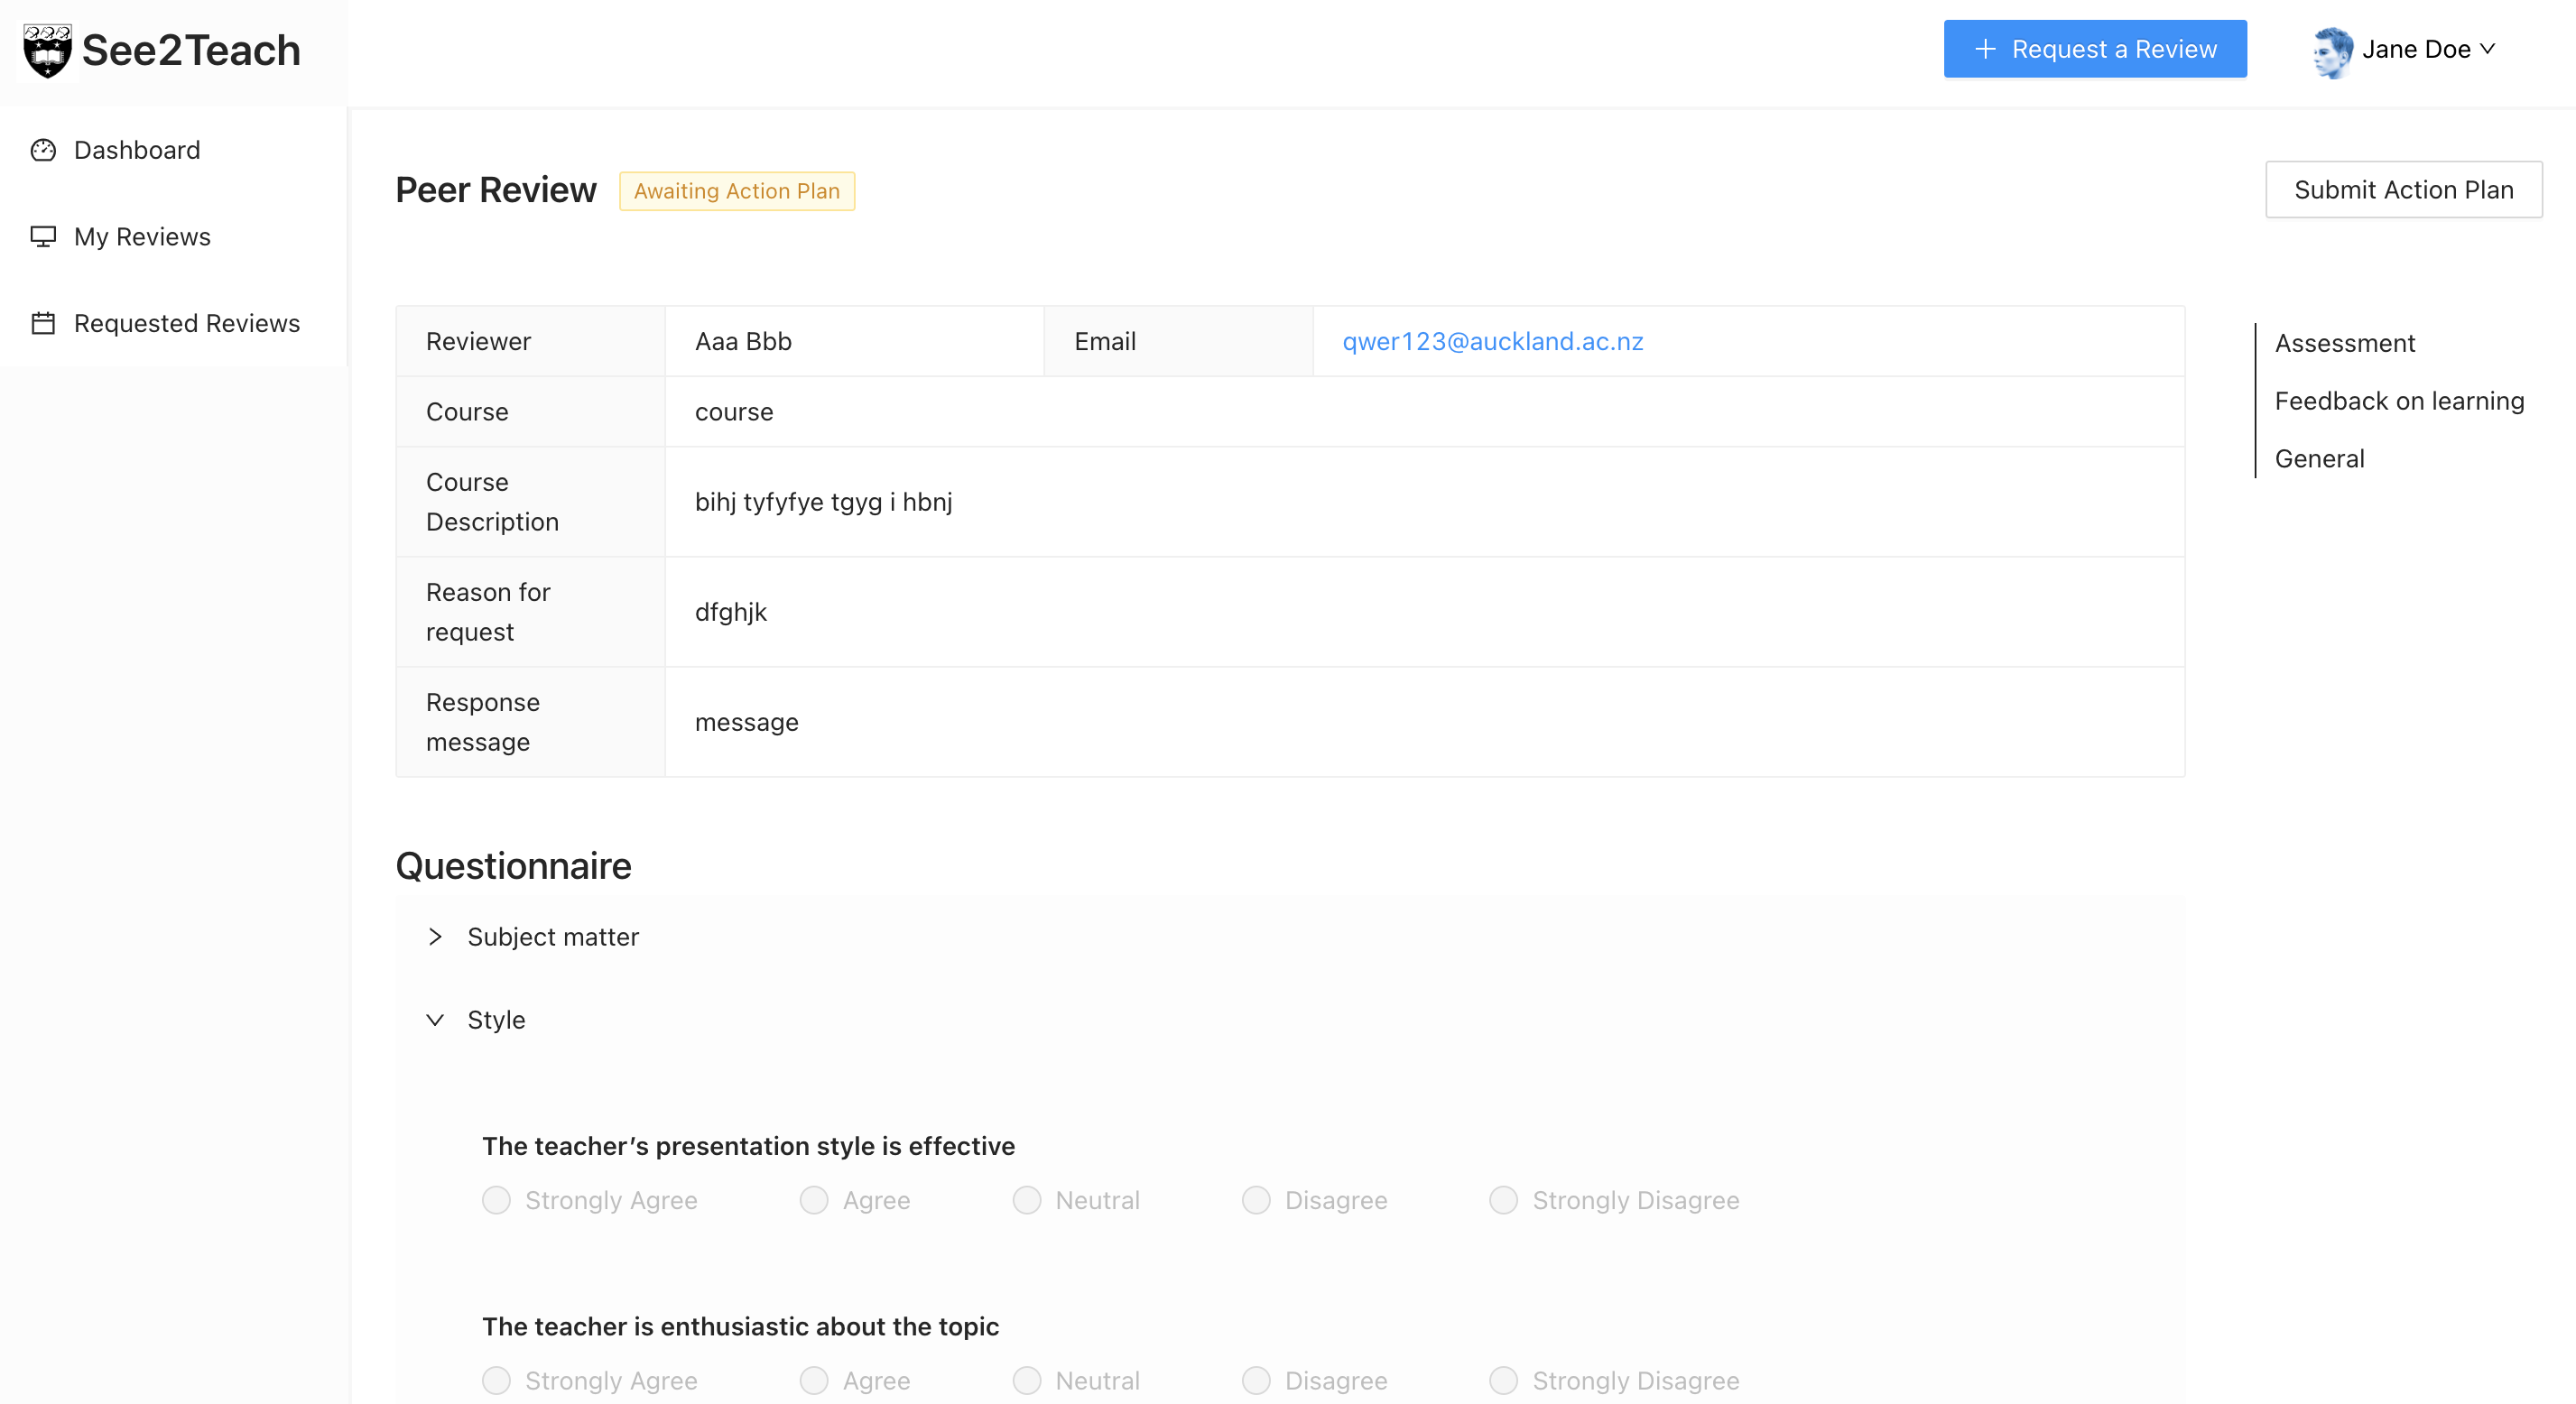 See2Teach
+ Request a Review
Jane Doe
Dashboard
My Reviews
Requested Reviews
Peer Review
Awaiting Action Plan
Submit Action Plan
Reviewer Aaa Bbb Email qwer123@auckland.ac.nz
Course course
Course
Description
bihj tyfyfye tgyg i hbnj
Reason for
request
dfghjk
Response
message
message
Assessment
Feedback on learning
General
Questionnaire
Subject matter
Style
The teacher’s presentation style is effective
Strongly Agree Agree Neutral Disagree Strongly Disagree
The teacher is enthusiastic about the topic
Strongly Agree Agree Neutral Disagree Strongly Disagree